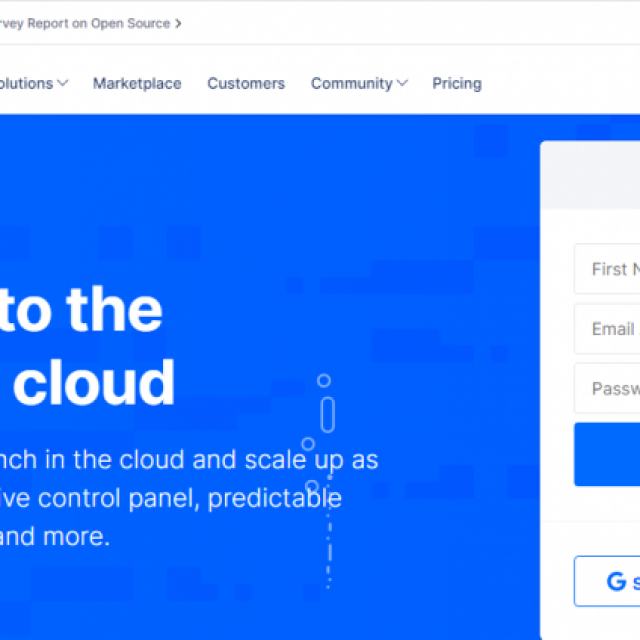 rvey Report on Open Source
olutions Marketplace Customers Community Pricing
to the
cloud
First N
Email
Passw
nch in the cloud and scale up as
ive control panel, predictable
and more.
G S